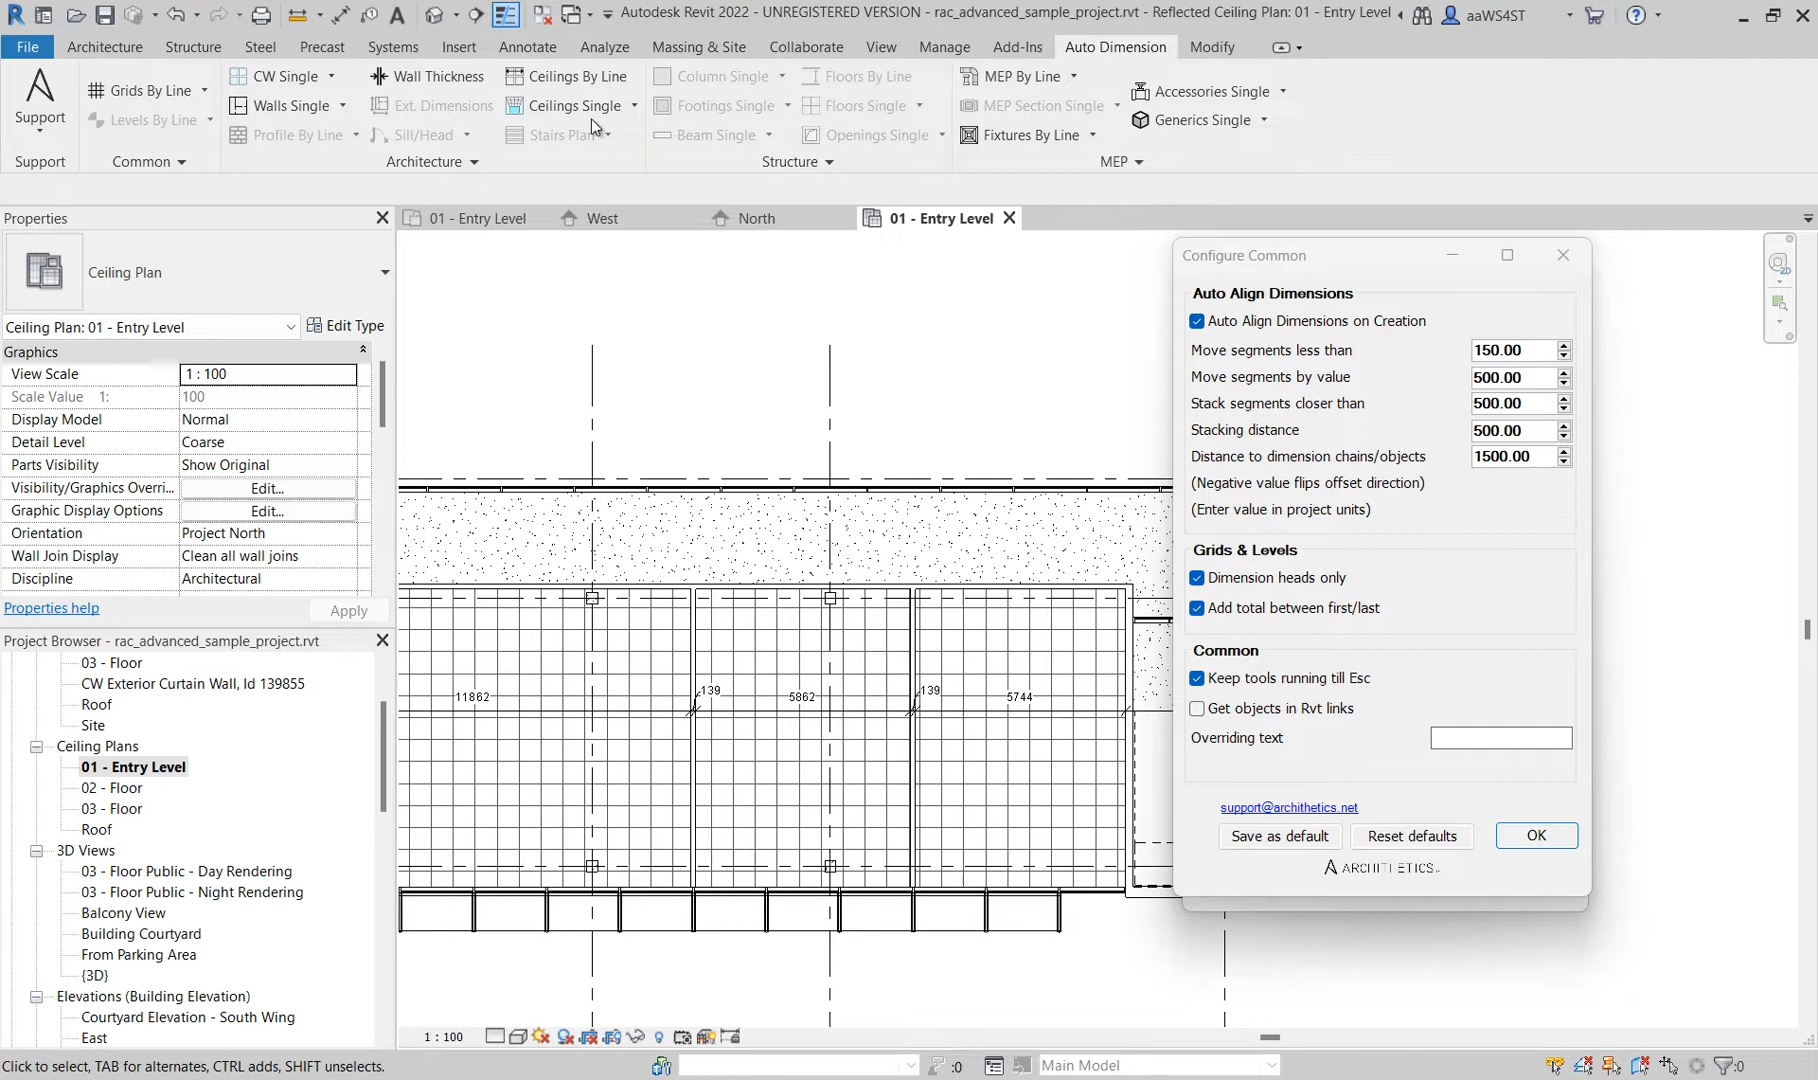 Autodesk Revit 2022 - UNREGISTERED VERSION - rac_advanced_sample_project.rvt - Reflected Ceiling Plan: 01 - Entry Level
aaWS4ST
File Architecture Structure Steel Precast Systems Insert Annotate Analyze Massing & Site Collaborate View Manage Add-Ins Auto Dimension Modify
CW Single Wall Thickness Ceilings By Line Column Single Floors By Line MEP By Line
Grids By Line Accessories Single
Walls Single Ext. Dimensions Ceilings Single Footings Single Floors Single MEP Section Single
Support Levels By Line Generics Single
Profile By Line Sill/Head Stairs Plan Beam Single Openings Single Fixtures By Line
Support Common Architecture Structure MEP
Properties
01 - Entry Level West North 01 - Entry Level
Ceiling Plan
Ceiling Plan: 01 - Entry Level Edit Type
Graphics
View Scale 1 : 100
Scale Value 1: 100
Display Model Normal
Detail Level Coarse
Parts Visibility Show Original
Visibility/Graphics Overri... Edit...
Graphic Display Options Edit...
Orientation Project North
Wall Join Display Clean all wall joins
Discipline Architectural
Properties help Apply
Project Browser - rac_advanced_sample_project.rvt
03 - Floor
CW Exterior Curtain Wall, Id 139855
Roof
Site
Ceiling Plans
01 - Entry Level
02 - Floor
03 - Floor
Roof
3D Views
03 - Floor Public - Day Rendering
03 - Floor Public - Night Rendering
Balcony View
Building Courtyard
From Parking Area
{3D}
Elevations (Building Elevation)
Courtyard Elevation - South Wing
East
11862 139 5862 139 5744
Configure Common
Auto Align Dimensions
Auto Align Dimensions on Creation
Move segments less than 150.00
Move segments by value 500.00
Stack segments closer than 500.00
Stacking distance 500.00
Distance to dimension chains/objects 1500.00
(Negative value flips offset direction)
(Enter value in project units)
Grids & Levels
Dimension heads only
Add total between first/last
Common
Keep tools running till Esc
Get objects in Rvt links
Overriding text
support@archithetics.net
Save as default Reset defaults OK
ARCHITHETICS
2D
1 : 100
Click to select, TAB for alternates, CTRL adds, SHIFT unselects.
:0 Main Model :0